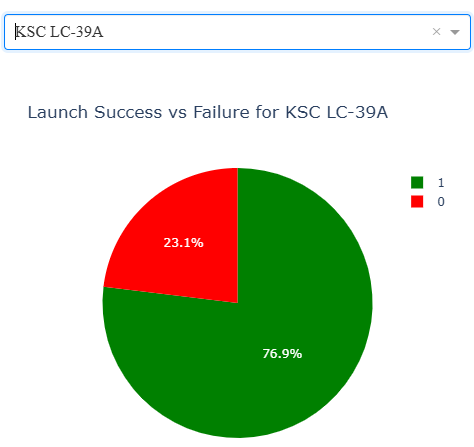 KSC LC-39A
Launch Success vs Failure for KSC LC-39A
1
0
23.1%
76.9%